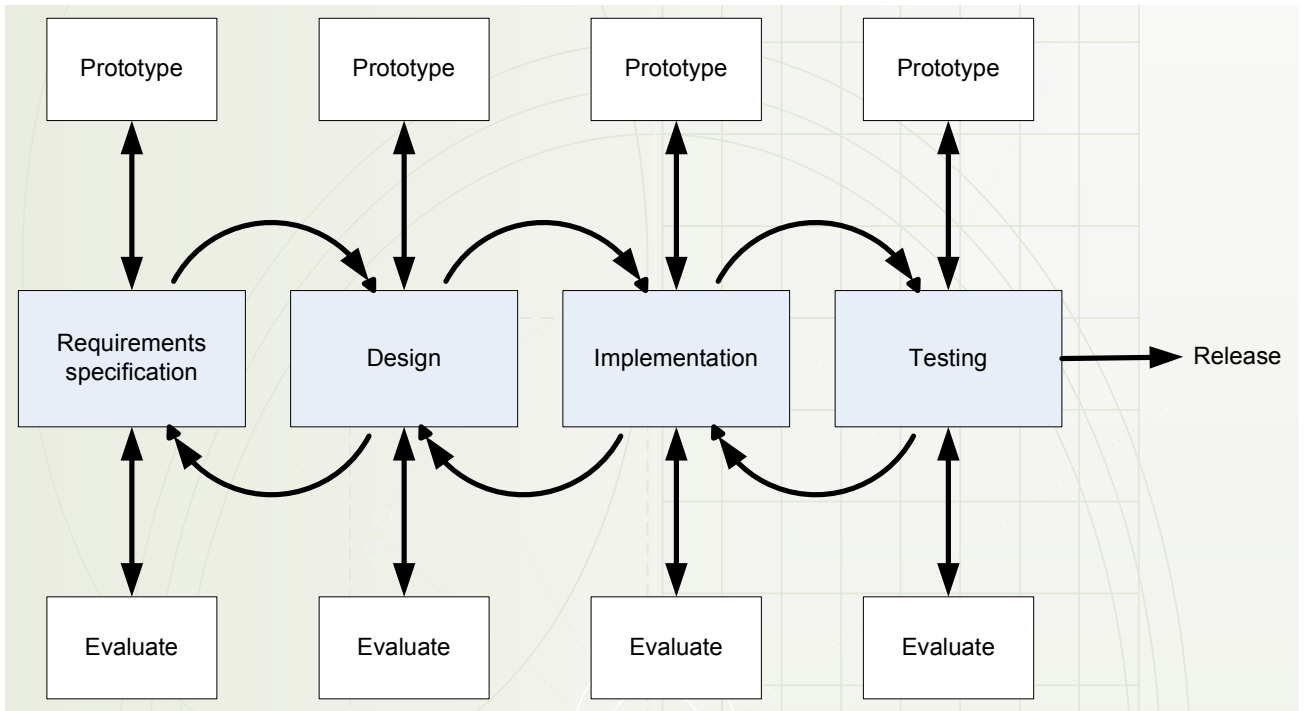 Prototype
Prototype
Prototype
Prototype
Requirements
specification
Design
Implementation
Testing
Release
Evaluate
Evaluate
Evaluate
Evaluate